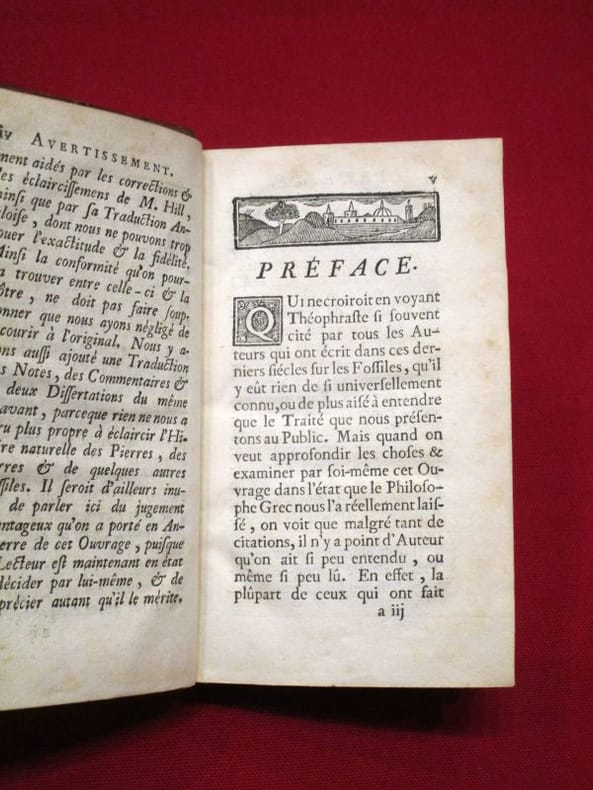 iv AVERTISSEMENT.
nent aidés par les corrections &
les éclairciſſemens de M. Hill,
ainſi que par ſa Traduction An-
loiſe, dont nous ne pouvons trop
ouer l'exactitude & la fidélité.
Ainſi la conformité qu'on pour-
a trouver entre celle-ci & la
ôtre, ne doit pas faire ſoup-
onner que nous ayons négligé de
courir à l'original. Nous y a-
ons auſſi ajouté une Traduction
s Notes, des Commentaires &
deux Diſſertations du même
avant, parceque rien ne nous a
ru plus propre à éclaircir l'Hi-
ire naturelle des Pierres, des
rres & de quelques autres
ſſiles. Il ſeroit d'ailleurs inu-
de parler ici du jugement
ntageux qu'on a porté en An-
erre de cet Ouvrage, puiſque
Lecteur eſt maintenant en état
décider par lui-même, & de
précier autant qu'il le mérite.
v
PRÉFACE.
QUI ne croiroit en voyant
Théophraſte ſi ſouvent
cité par tous les Au-
teurs qui ont écrit dans ces der-
niers ſiécles ſur les Foſſiles, qu'il
y eût rien de ſi univerſellement
connu, ou de plus aiſé à entendre
que le Traité que nous préſen-
tons au Public. Mais quand on
veut approfondir les choſes &
examiner par ſoi-même cet Ou-
vrage dans l'état que le Philoſo-
phe Grec nous l'a réellement laiſ-
ſé, on voit que malgré tant de
citations, il n'y a point d'Auteur
qu'on ait ſi peu entendu, ou
même ſi peu lû. En effet, la
plûpart de ceux qui ont fait
a iij